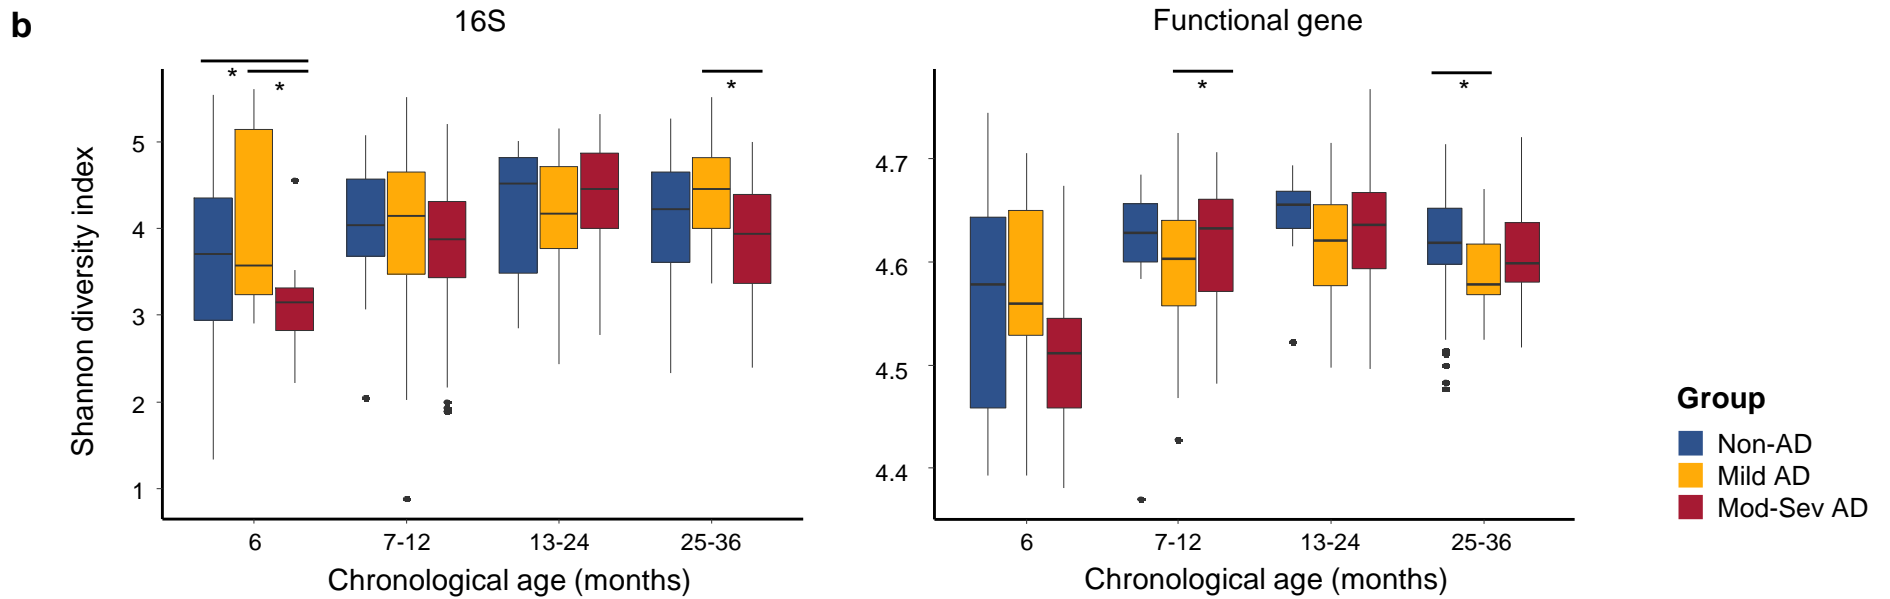 b
16S
Functional gene
* * *
* *
Shannon diversity index
5
4
3
2
1
4.7
4.6
4.5
4.4
6 7-12 13-24 25-36
6 7-12 13-24 25-36
Chronological age (months)
Chronological age (months)
Group
Non-AD
Mild AD
Mod-Sev AD